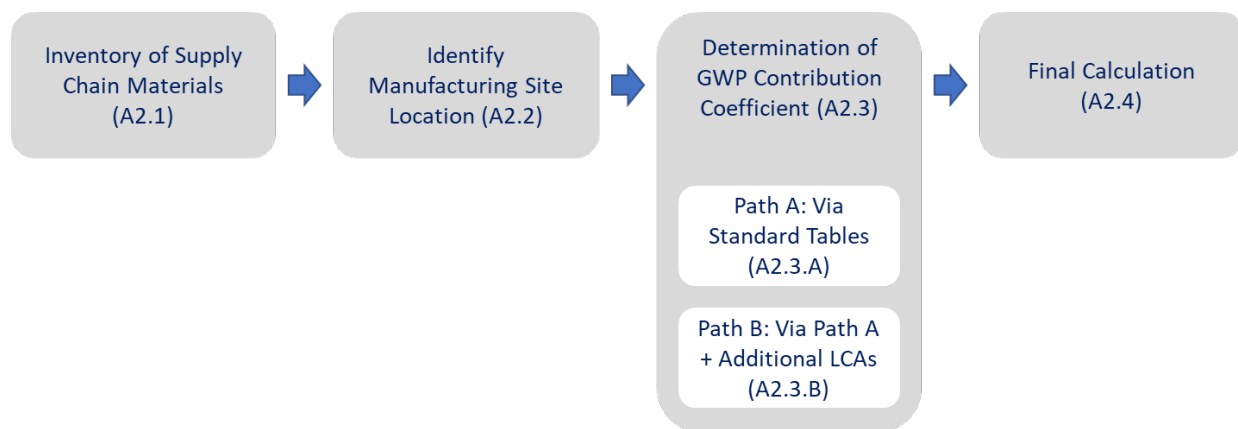 Inventory of Supply
Chain Materials
(A2.1)
Identify
Manufacturing Site
Location (A2.2)
Determination of
GWP Contribution
Coefficient (A2.3)
Path A: Via
Standard Tables
(A2.3.A)
Path B: Via Path A
+ Additional LCAs
(A2.3.B)
Final Calculation
(A2.4)